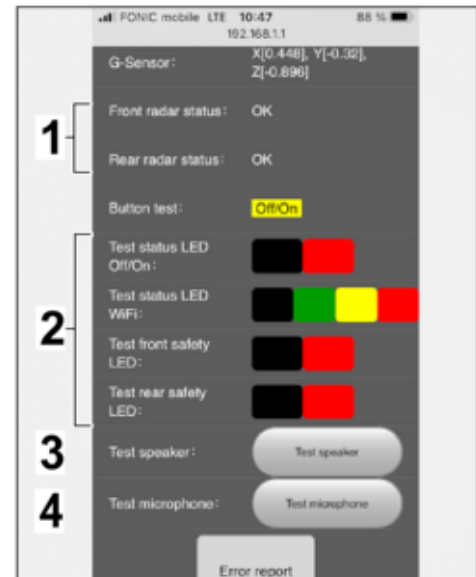 FONIC mobile LTE 10:47 88 %
192.168.1.1
G-Sensor: X[0.448], Y[-0.32],
Z[-0.896]
1
Front radar status: OK
Rear radar status: OK
Button test: Off/On
2
Test status LED
Off/On:
Test status LED
WiFi:
Test front safety
LED:
Test rear safety
LED:
3 Test speaker: Test speaker
4 Test microphone: Test microphone
Error report